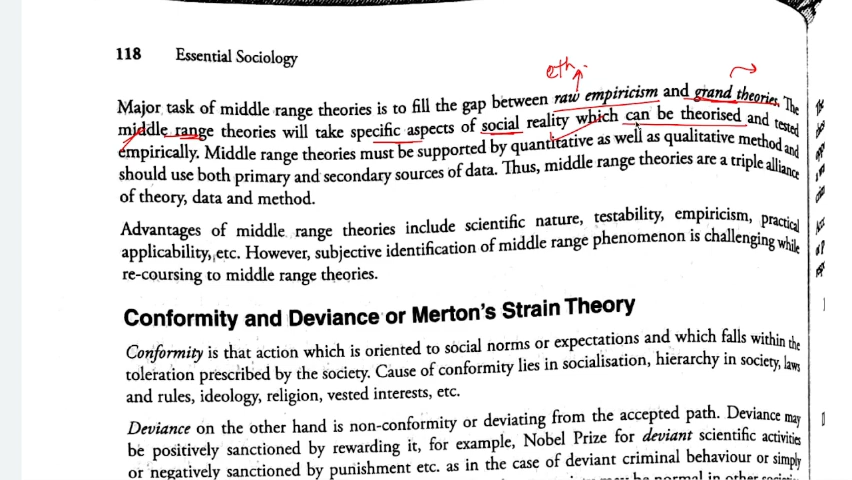 118 Essential Sociology
eth.
Major task of middle range theories is to fill the gap between raw empiricism and grand theories. The
middle range theories will take specific aspects of social reality which can be theorised and tested
empirically. Middle range theories must be supported by quantitative as well as qualitative method and
should use both primary and secondary sources of data. Thus, middle range theories are a triple alliance
of theory, data and method.
Advantages of middle range theories include scientific nature, testability, empiricism, practical
applicability, etc. However, subjective identification of middle range phenomenon is challenging while
re-coursing to middle range theories.
Conformity and Deviance or Merton's Strain Theory
Conformity is that action which is oriented to social norms or expectations and which falls within the
toleration prescribed by the society. Cause of conformity lies in socialisation, hierarchy in society, laws
and rules, ideology, religion, vested interests, etc.
Deviance on the other hand is non-conformity or deviating from the accepted path. Deviance may
be positively sanctioned by rewarding it, for example, Nobel Prize for deviant scientific activities
or negatively sanctioned by punishment etc. as in the case of deviant criminal behaviour or simply
be normal in other